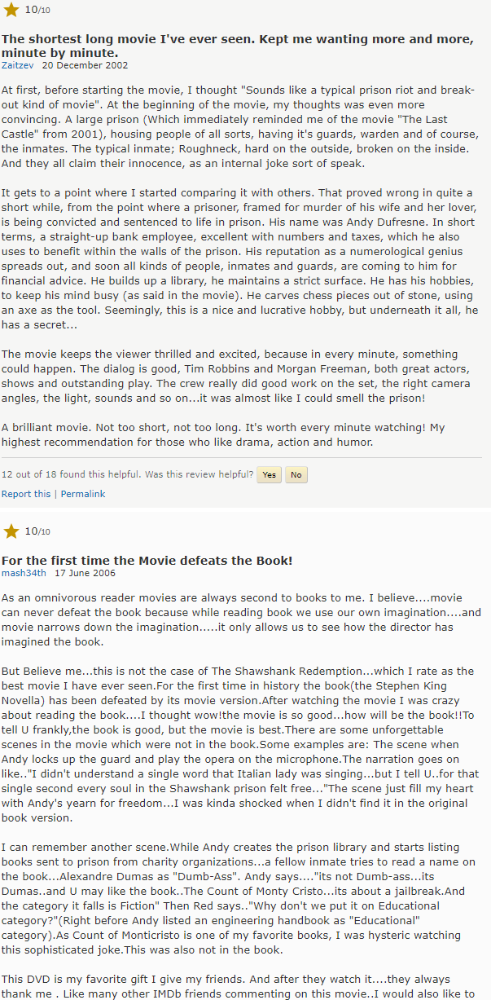 10/10
The shortest long movie I've ever seen. Kept me wanting more and more,
minute by minute.
Zaitzev 20 December 2002
At first, before starting the movie, I thought "Sounds like a typical prison riot and break-
out kind of movie". At the beginning of the movie, my thoughts was even more
convincing. A large prison (Which immediately reminded me of the movie "The Last
Castle" from 2001), housing people of all sorts, having it's guards, warden and of course,
the inmates. The typical inmate; Roughneck, hard on the outside, broken on the inside.
And they all claim their innocence, as an internal joke sort of speak.
It gets to a point where I started comparing it with others. That proved wrong in quite a
short while, from the point where a prisoner, framed for murder of his wife and her lover,
is being convicted and sentenced to life in prison. His name was Andy Dufresne. In short
terms, a straight-up bank employee, excellent with numbers and taxes, which he also
uses to benefit within the walls of the prison. His reputation as a numerological genius
spreads out, and soon all kinds of people, inmates and guards, are coming to him for
financial advice. He builds up a library, he maintains a strict surface. He has his hobbies,
to keep his mind busy (as said in the movie). He carves chess pieces out of stone, using
an axe as the tool. Seemingly, this is a nice and lucrative hobby, but underneath it all, he
has a secret...
The movie keeps the viewer thrilled and excited, because in every minute, something
could happen. The dialog is good, Tim Robbins and Morgan Freeman, both great actors,
shows and outstanding play. The crew really did good work on the set, the right camera
angles, the light, sounds and so on...it was almost like I could smell the prison!
A brilliant movie. Not too short, not too long. It's worth every minute watching! My
highest recommendation for those who like drama, action and humor.
12 out of 18 found this helpful. Was this review helpful? Yes No
Report this | Permalink
10/10
For the first time the Movie defeats the Book!
mash34th 17 June 2006
As an omnivorous reader movies are always second to books to me. I believe....movie
can never defeat the book because while reading book we use our own imagination....and
movie narrows down the imagination.....it only allows us to see how the director has
imagined the book.
But Believe me...this is not the case of The Shawshank Redemption...which I rate as the
best movie I have ever seen.For the first time in history the book(the Stephen King
Novella) has been defeated by its movie version.After watching the movie I was crazy
about reading the book....I thought wow!the movie is so good...how will be the book!!To
tell U frankly,the book is good, but the movie is best.There are some unforgettable
scenes in the movie which were not in the book.Some examples are: The scene when
Andy locks up the guard and play the opera on the microphone.The narration goes on
like.."I didn't understand a single word that Italian lady was singing...but I tell U..for that
single second every soul in the Shawshank prison felt free..."The scene just fill my heart
with Andy's yearn for freedom...I was kinda shocked when I didn't find it in the original
book version.
I can remember another scene.While Andy creates the prison library and starts listing
books sent to prison from charity organizations...a fellow inmate tries to read a name on
the book...Alexandre Dumas as "Dumb-Ass". Andy says...."its not Dumb-ass...its
Dumas..and U may like the book..The Count of Monty Cristo...its about a jailbreak.And
the category it falls is Fiction" Then Red says.."Why don't we put it on Educational
category?"(Right before Andy listed an engineering handbook as "Educational"
category).As Count of Monticristo is one of my favorite books, I was hysteric watching
this sophisticated joke.This was also not in the book.
This DVD is my favorite gift I give my friends. And after they watch it....they always
thank me . Like many other IMDb friends commenting on this movie..I would also like to